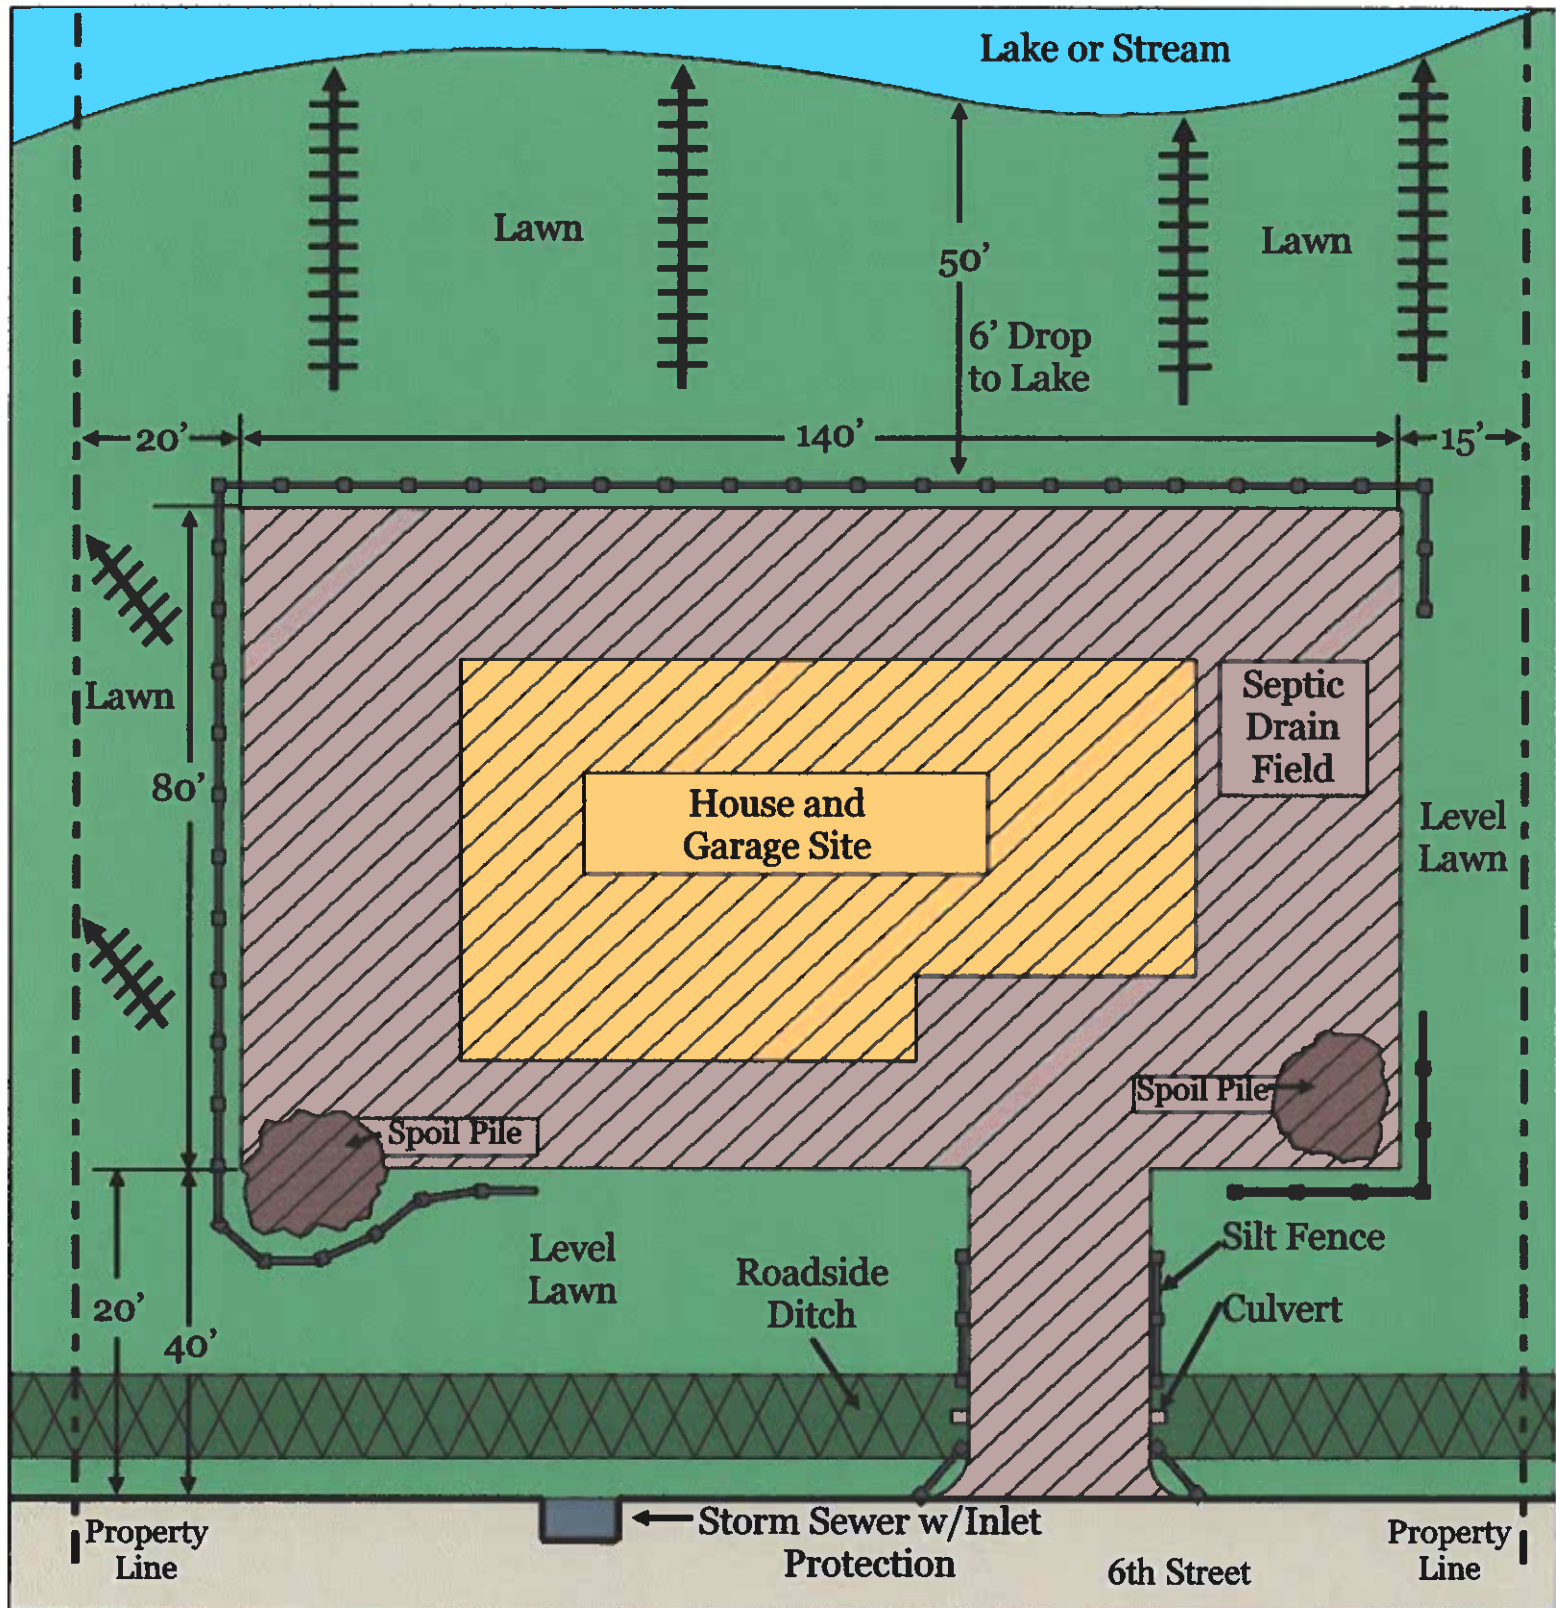 Lake or Stream
Lawn
Lawn
50’
6’ Drop
to Lake
20’
140’
15’
Lawn
80’
Septic
Drain
Field
House and
Garage Site
Level
Lawn
Spoil Pile
Spoil Pile
Level
Lawn
Roadside
Ditch
Silt Fence
Culvert
20’
40’
Property
Line
Storm Sewer w/Inlet
Protection
6th Street
Property
Line